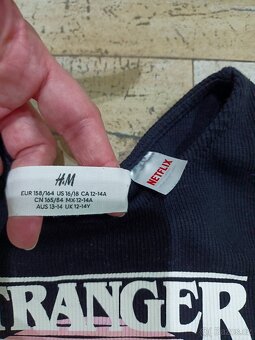 H&M
EUR 158/164 US 16/18 CA 12-14A
CN 165/84 MX 12-14A
AUS 13-14 UK 12-14Y
NETFLIX
TRANGER